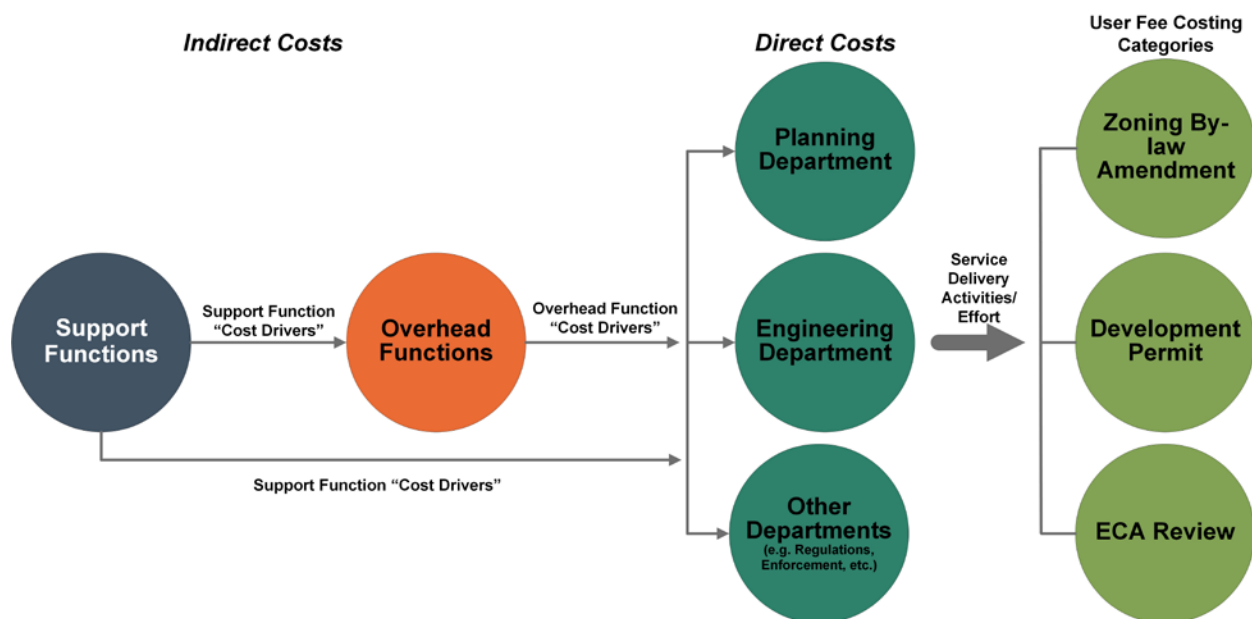 Indirect Costs
Direct Costs
User Fee Costing
Categories
Support
Functions
Support Function
“Cost Drivers”
Overhead
Functions
Overhead Function
“Cost Drivers”
Support Function “Cost Drivers”
Planning
Department
Engineering
Department
Other
Departments
(e.g. Regulations,
Enforcement, etc.)
Service
Delivery
Activities/
Effort
Zoning By-
law
Amendment
Development
Permit
ECA Review